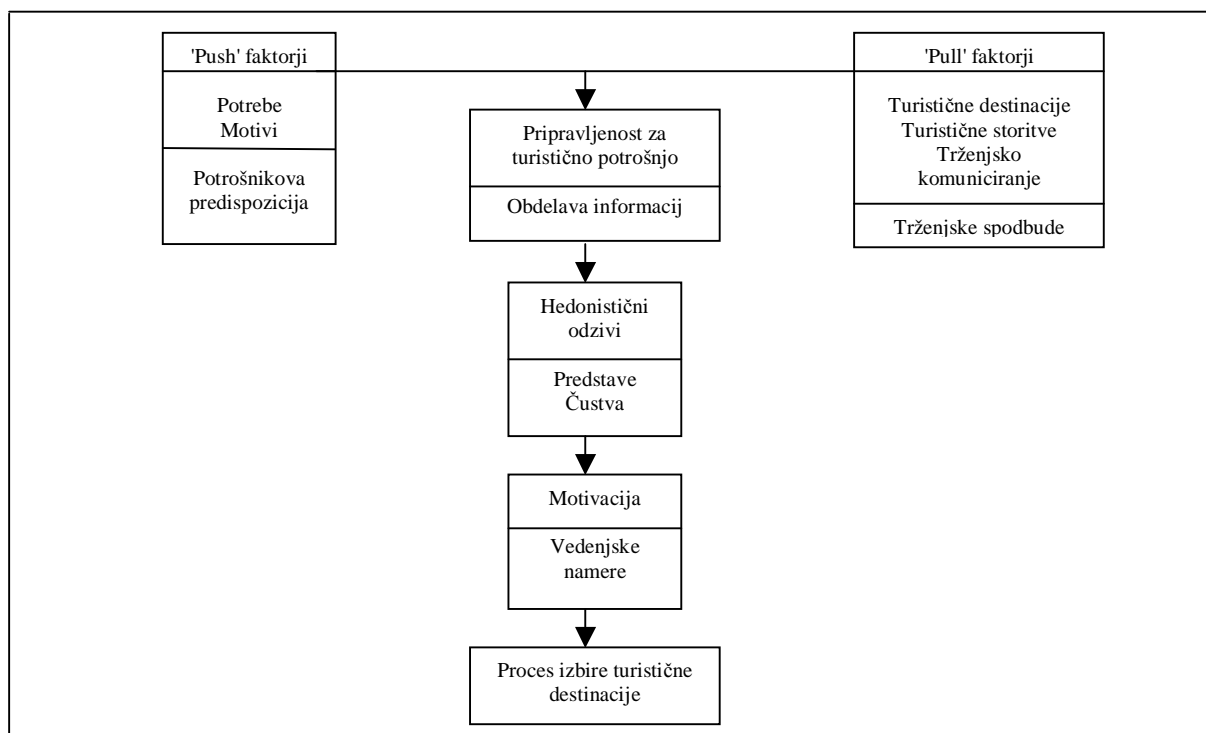 'Push' faktorji
Potrebe
Motivi
Potrošnikova
predispozicija
'Pull' faktorji
Turistične destinacije
Turistične storitve
Trženjsko
komuniciranje
Trženjske spodbude
Pripravljenost za
turistično potrošnjo
Obdelava informacij
Hedonistični
odzivi
Predstave
Čustva
Motivacija
Vedenjske
namere
Proces izbire turistične
destinacije